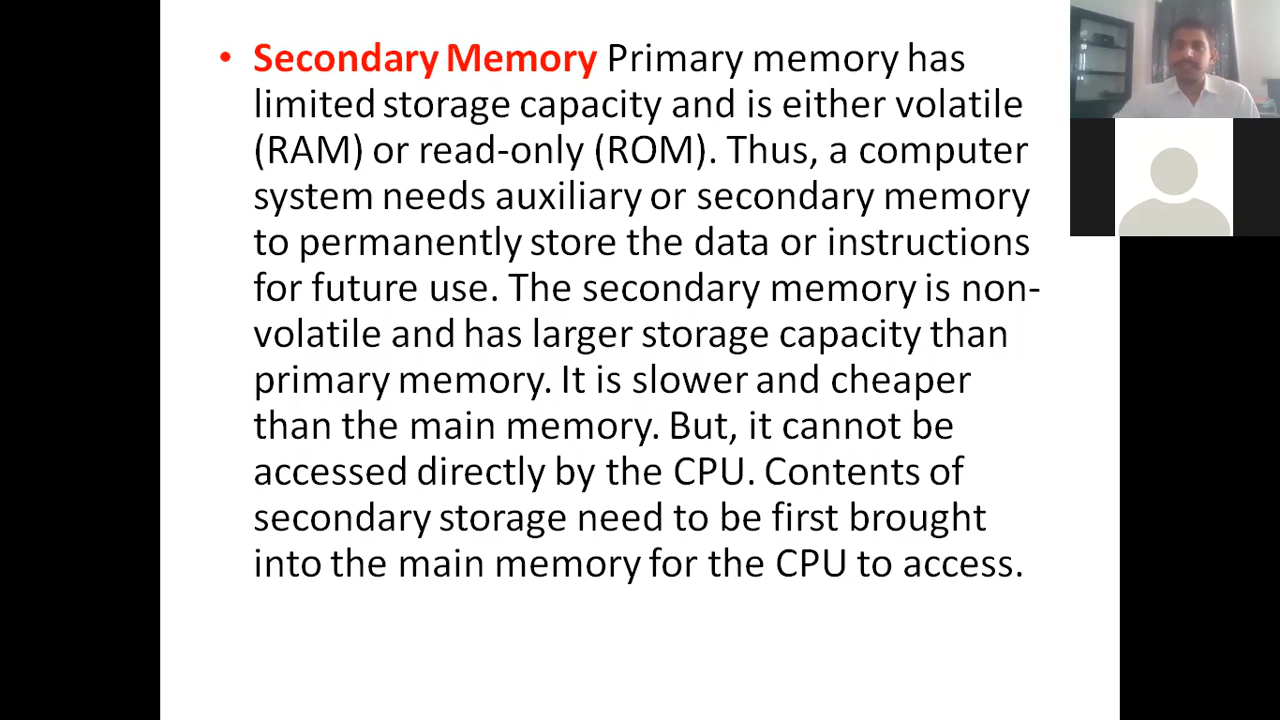 • Secondary Memory Primary memory has
limited storage capacity and is either volatile
(RAM) or read-only (ROM). Thus, a computer
system needs auxiliary or secondary memory
to permanently store the data or instructions
for future use. The secondary memory is non-
volatile and has larger storage capacity than
primary memory. It is slower and cheaper
than the main memory. But, it cannot be
accessed directly by the CPU. Contents of
secondary storage need to be first brought
into the main memory for the CPU to access.